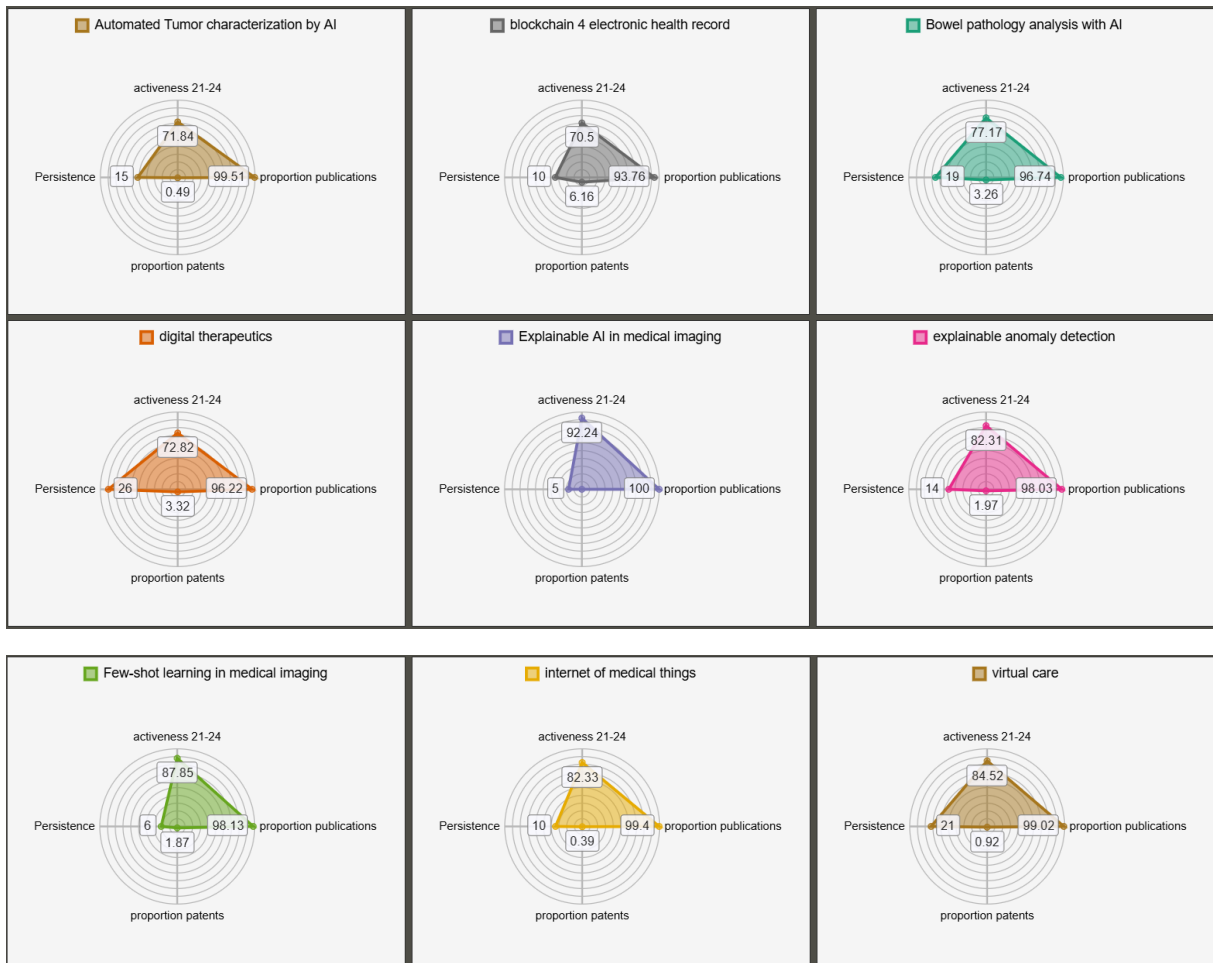 Automated Tumor characterization by AI
activeness 21-24
71.84
Persistence 15 99.51 proportion publications
0.49
proportion patents
blockchain 4 electronic health record
activeness 21-24
70.5
Persistence 10 93.76 proportion publications
6.16
proportion patents
Bowel pathology analysis with AI
activeness 21-24
77.17
Persistence 19 96.74 proportion publications
3.26
proportion patents
digital therapeutics
activeness 21-24
72.82
Persistence 26 96.22 proportion publications
3.32
proportion patents
Explainable AI in medical imaging
activeness 21-24
92.24
Persistence 5 100 proportion publications
proportion patents
explainable anomaly detection
activeness 21-24
82.31
Persistence 14 98.03 proportion publications
1.97
proportion patents
Few-shot learning in medical imaging
activeness 21-24
87.85
Persistence 6 98.13 proportion publications
1.87
proportion patents
internet of medical things
activeness 21-24
82.33
Persistence 10 99.4 proportion publications
0.39
proportion patents
virtual care
activeness 21-24
84.52
Persistence 21 99.02 proportion publications
0.92
proportion patents